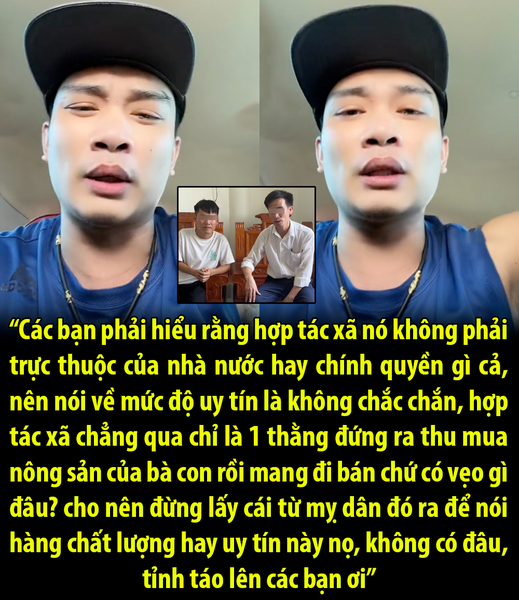 “Các bạn phải hiểu rằng hợp tác xã nó không phải
trực thuộc của nhà nước hay chính quyền gì cả,
nên nói về mức độ uy tín là không chắc chắn, hợp
tác xã chẳng qua chỉ là 1 thằng đứng ra thu mua
nông sản của bà con rồi mang đi bán chứ có vẹo gì
đâu? cho nên đừng lấy cái từ mỵ dân đó ra để nói
hàng chất lượng hay uy tín này nọ, không có đâu,
tỉnh táo lên các bạn ơi”